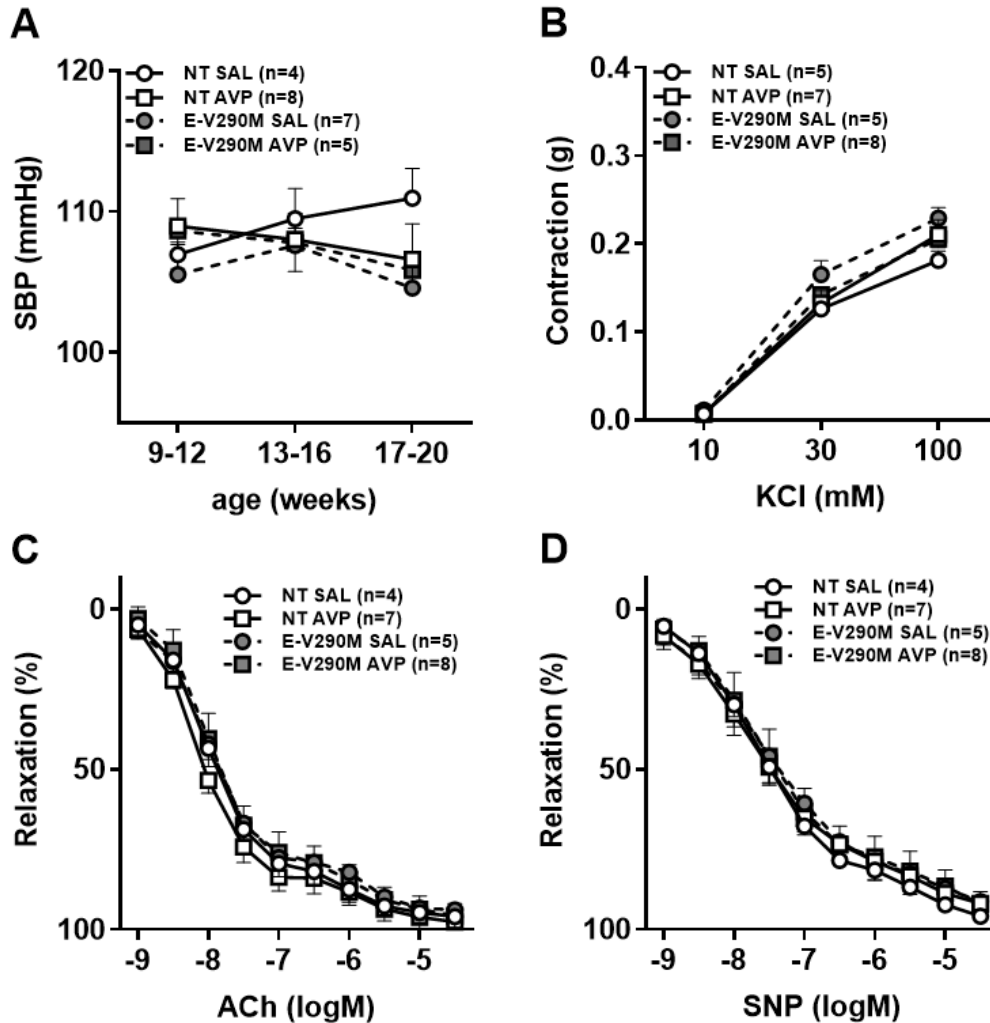 A
SBP (mmHg)
120
110
100
NT SAL (n=4)
NT AVP (n=8)
E-V290M SAL (n=7)
E-V290M AVP (n=5)
9-12 13-16 17-20
age (weeks)
B
Contraction (g)
0.4
0.3
0.2
0.1
0.0
NT SAL (n=5)
NT AVP (n=7)
E-V290M SAL (n=5)
E-V290M AVP (n=8)
10 30 100
KCl (mM)
C
Relaxation (%)
0
50
100
NT SAL (n=4)
NT AVP (n=7)
E-V290M SAL (n=5)
E-V290M AVP (n=8)
-9 -8 -7 -6 -5
ACh (logM)
D
Relaxation (%)
0
50
100
NT SAL (n=4)
NT AVP (n=7)
E-V290M SAL (n=5)
E-V290M AVP (n=8)
-9 -8 -7 -6 -5
SNP (logM)